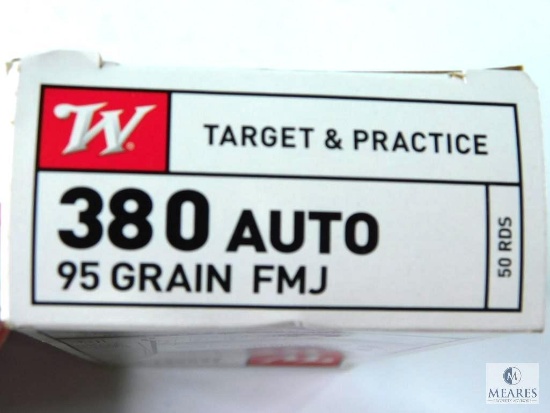 W
TARGET & PRACTICE
380 AUTO
95 GRAIN FMJ
50 RDS
M
MEARES